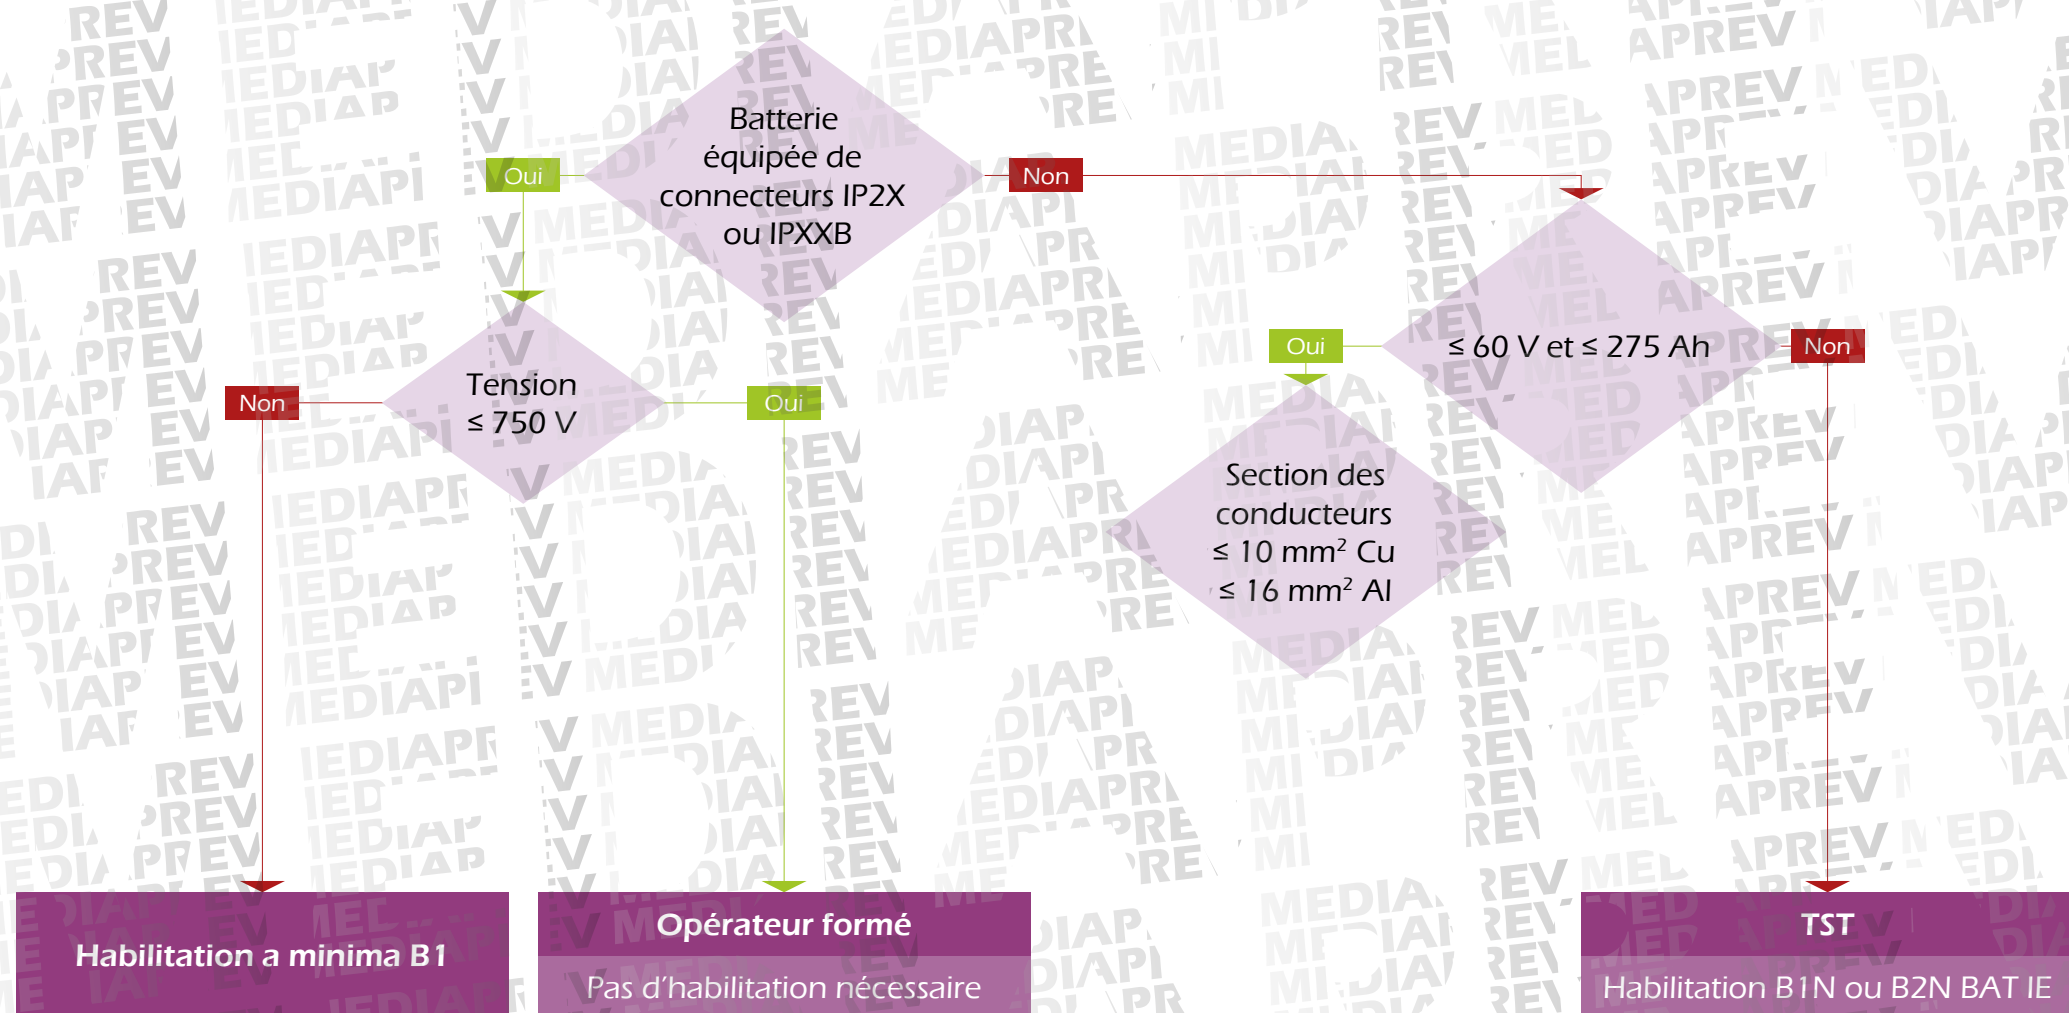 Batterie
équipée de
connecteurs IP2X
ou IPXXB
Oui
Non
Tension
≤ 750 V
Non
Oui
≤ 60 V et ≤ 275 Ah
Oui
Non
Section des
conducteurs
≤ 10 mm² Cu
≤ 16 mm² Al
Habilitation a minima B1
Opérateur formé
Pas d’habilitation nécessaire
TST
Habilitation B1N ou B2N BAT IE